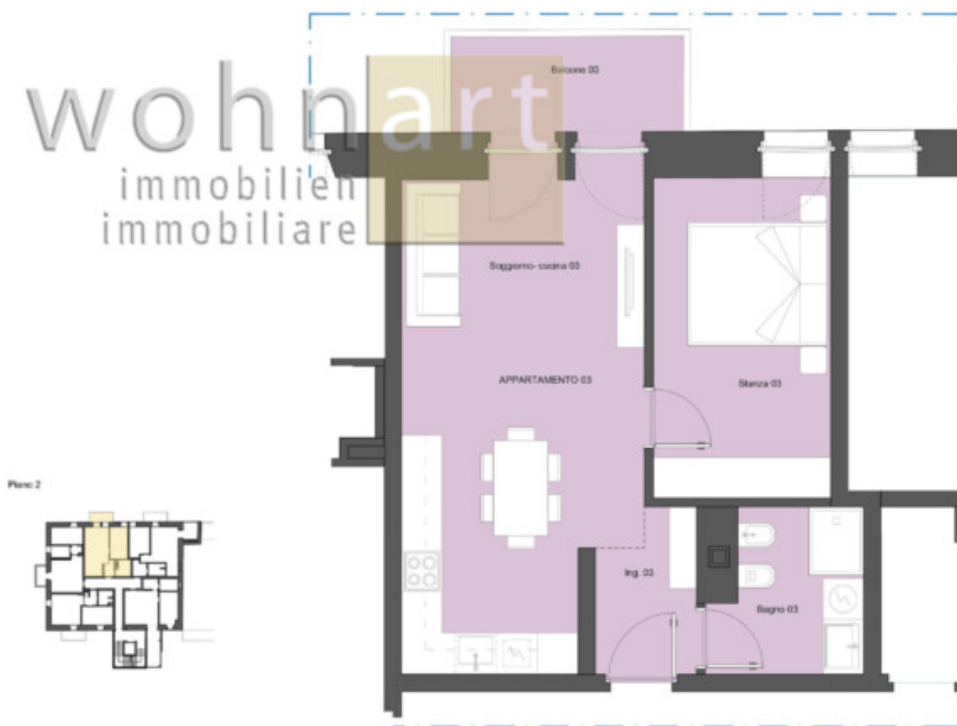 wohnart
immobilien
immobiliare
Balcone 03
Soggiorno- cucina 03
APPARTAMENTO 03
Stanza 03
Piano 2
Ing. 03
Bagno 03